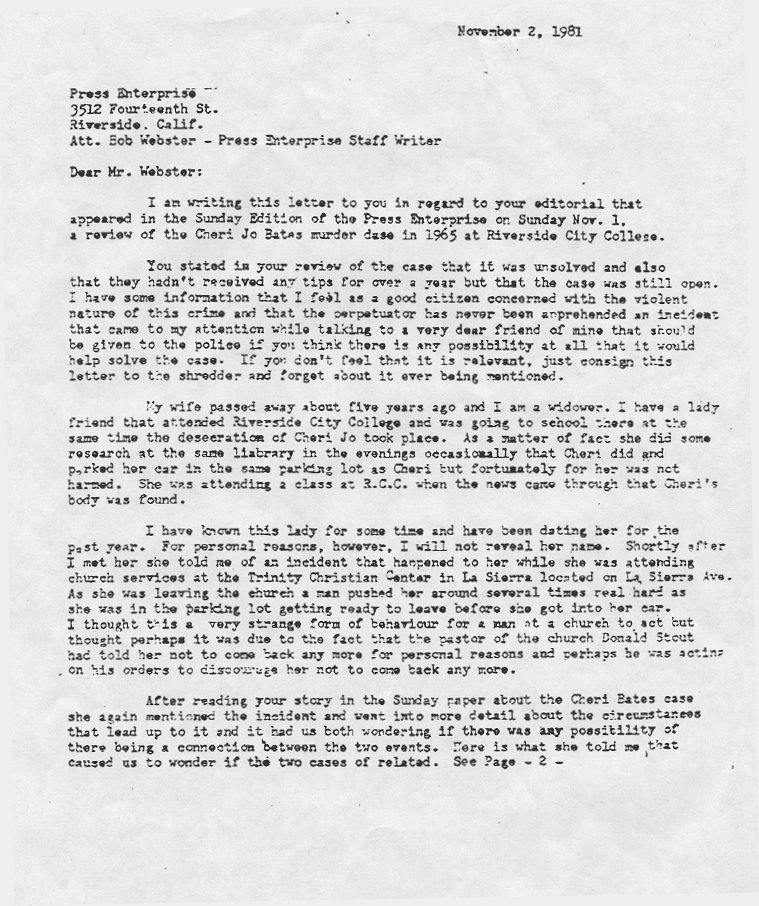 November 2, 1981
Press Enterprise
3512 Fourteenth St.
Riverside. Calif.
Att. Bob Webster - Press Enterprise Staff Writer
Dear Mr. Webster:
I am writing this letter to you in regard to your editorial that
appeared in the Sunday Edition of the Press Enterprise on Sunday Nov. 1,
a review of the Cheri Jo Bates murder dase in 1965 at Riverside City College.
You stated in your review of the case that it was unsolved and also
that they hadn't received any tips for over a year but that the case was still open.
I have some information that I feel as a good citizen concerned with the violent
nature of this crime and that the perpetuator has never been apprehended an incident
that came to my attention while talking to a very dear friend of mine that should
be given to the police if you think there is any possibility at all that it would
help solve the case. If you don't feel that it is relevant, just consign this
letter to the shredder and forget about it ever being mentioned.
My wife passed away about five years ago and I am a widower. I have a lady
friend that attended Riverside City College and was going to school there at the
same time the desecration of Cheri Jo took place. As a matter of fact she did some
research at the same liabrary in the evenings occasionally that Cheri did and
parked her car in the same parking lot as Cheri but fortunately for her was not
harmed. She was attending a class at R.C.C. when the news came through that Cheri's
body was found.
I have known this lady for some time and have been dating her for the
past year. For personal reasons, however, I will not reveal her name. Shortly after
I met her she told me of an incident that happened to her while she was attending
church services at the Trinity Christian Center in La Sierra located on La Sierra Ave.
As she was leaving the church a man pushed her around several times real hard as
she was in the parking lot getting ready to leave before she got into her car.
I thought this a very strange form of behaviour for a man at a church to act but
thought perhaps it was due to the fact that the pastor of the church Donald Stout
had told her not to come back any more for personal reasons and perhaps he was acting
on his orders to discourage her not to come back any more.
After reading your story in the Sunday paper about the Cheri Bates case
she again mentioned the incident and went into more detail about the circumstances
that lead up to it and it had us both wondering if there was any possitility of
there being a connection between the two events. Here is what she told me that
caused us to wonder if the two cases of related. See Page - 2 -